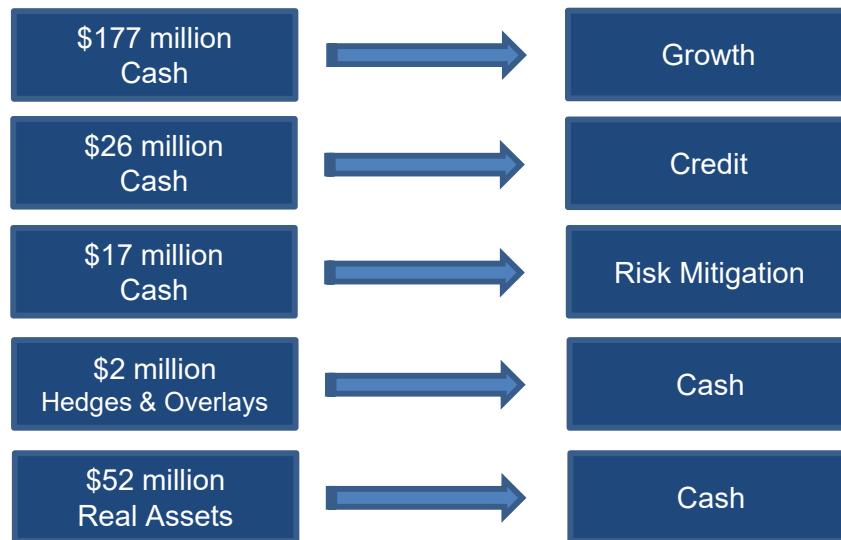 $177 million
Cash
Growth
$26 million
Cash
Credit
$17 million
Cash
Risk Mitigation
$2 million
Hedges & Overlays
Cash
$52 million
Real Assets
Cash